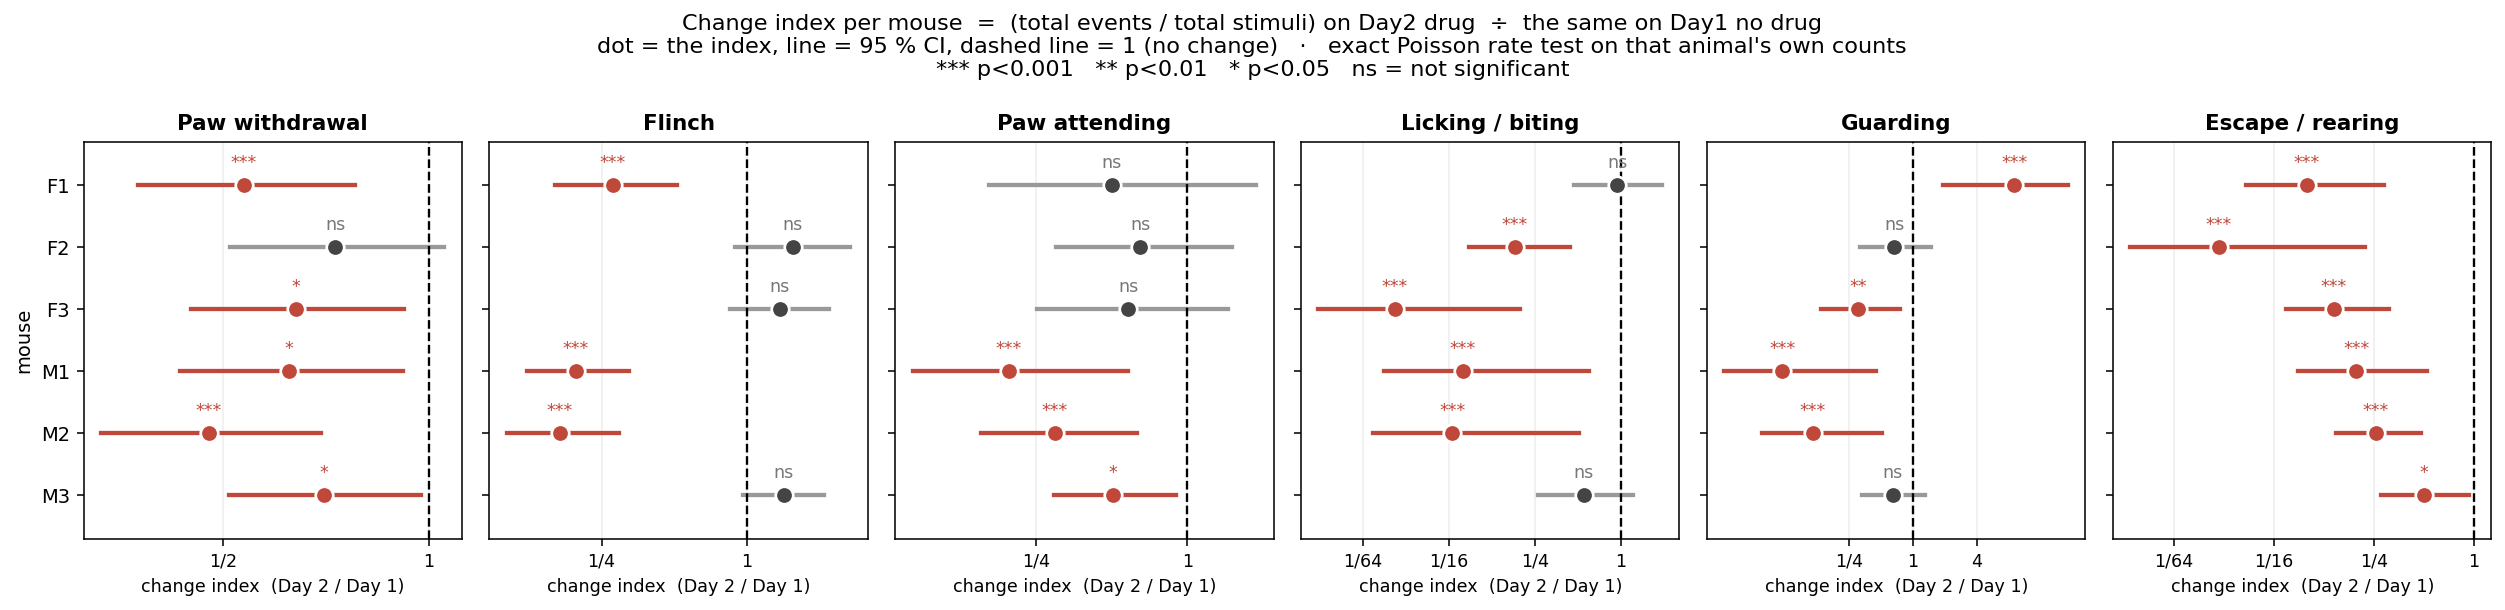 Change index per mouse = (total events / total stimuli) on Day2 drug ÷ the same on Day1 no drug
dot = the index, line = 95 % CI, dashed line = 1 (no change) · exact Poisson rate test on that animal's own counts
*** p<0.001 ** p<0.01 * p<0.05 ns = not significant
Paw withdrawal
Flinch
Paw attending
Licking / biting
Guarding
Escape / rearing
mouse
F1
*** *** ns ns *** ***
F2
ns ns ns *** ns ***
F3
* ns ns *** ** ***
M1
* *** *** *** *** ***
M2
*** *** *** *** *** ***
M3
* ns * ns ns *
1/2 1
1/4 1
1/4 1
1/64 1/16 1/4 1
1/4 1 4
1/64 1/16 1/4 1
change index (Day 2 / Day 1)
change index (Day 2 / Day 1)
change index (Day 2 / Day 1)
change index (Day 2 / Day 1)
change index (Day 2 / Day 1)
change index (Day 2 / Day 1)